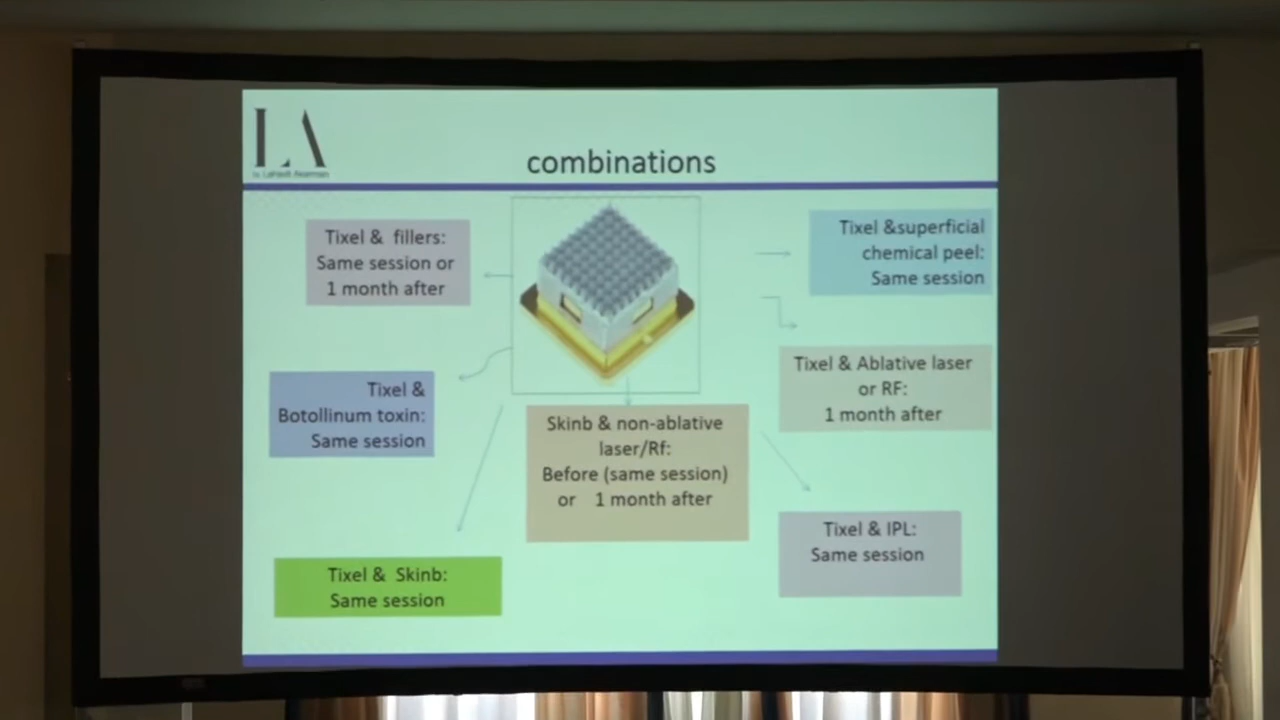 LA
combinations
Tixel & fillers:
Same session or
1 month after
Tixel &superficial
chemical peel:
Same session
Tixel &
Botollinum toxin:
Same session
Tixel & Ablative laser
or RF:
1 month after
Skinb & non-ablative
laser/Rf:
Before (same session)
or 1 month after
Tixel & IPL:
Same session
Tixel & Skinb:
Same session